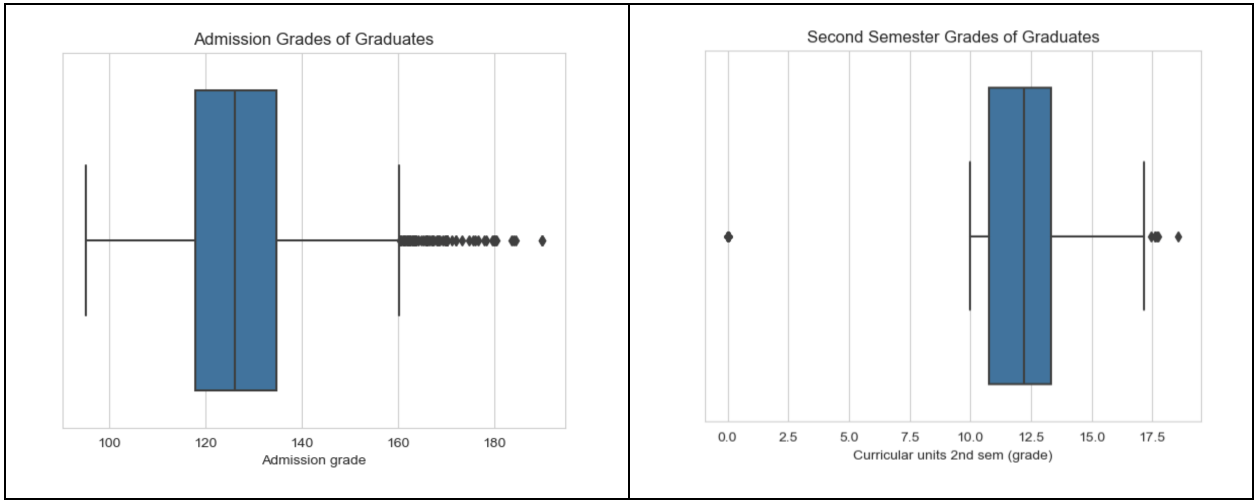 Admission Grades of Graduates
100 120 140 160 180
Admission grade
Second Semester Grades of Graduates
0.0 2.5 5.0 7.5 10.0 12.5 15.0 17.5
Curricular units 2nd sem (grade)